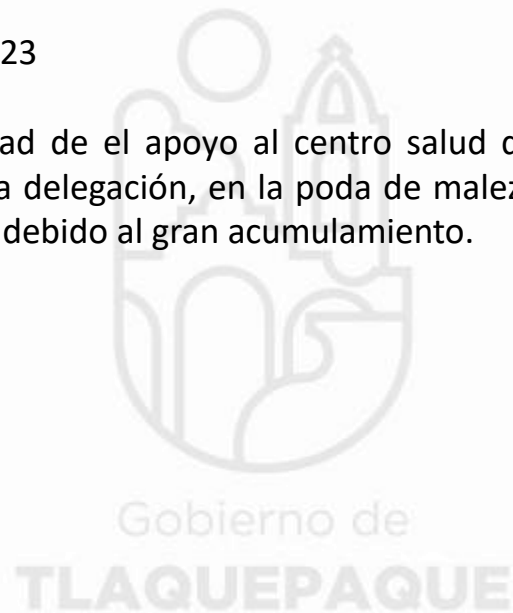 23
ad de el apoyo al centro salud d
a delegación, en la poda de malez
debido al gran acumulamiento.
Gobierno de
TLAQUEPAQUE